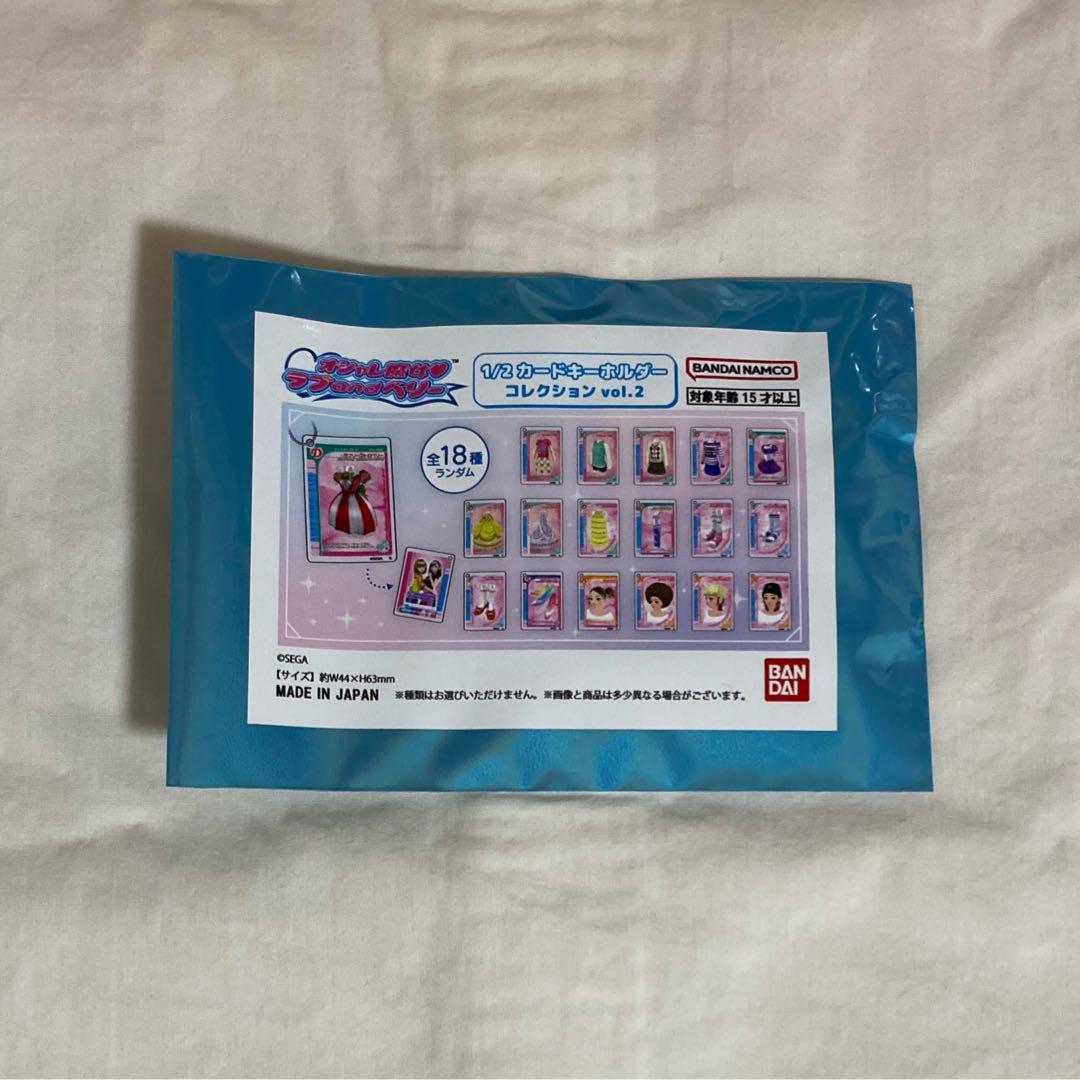 オシャレ魔女♥™
ラブandベリー
1/2 カードキーホルダー
コレクション vol.2
BANDAI NAMCO
対象年齢 15 才以上
全18種
ランダム
©SEGA
【サイズ】約W44×H63mm
MADE IN JAPAN ※種類はお選びいただけません。※画像と商品は多少異なる場合がございます。
BAN
DAI